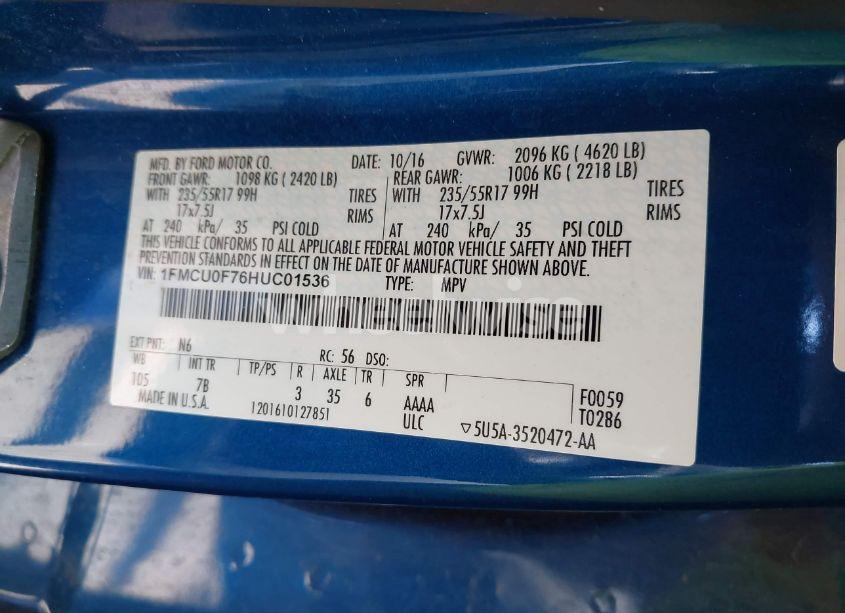 MFD. BY FORD MOTOR CO. DATE: 10/16 GVWR: 2096 KG ( 4620 LB)
FRONT GAWR: 1098 KG ( 2420 LB) REAR GAWR: 1006 KG ( 2218 LB)
WITH 235/55R17 99H TIRES WITH 235/55R17 99H TIRES
17x7.5J RIMS 17x7.5J RIMS
AT 240 kPa/ 35 PSI COLD AT 240 kPa/ 35 PSI COLD
THIS VEHICLE CONFORMS TO ALL APPLICABLE FEDERAL MOTOR VEHICLE SAFETY AND THEFT
PREVENTION STANDARDS IN EFFECT ON THE DATE OF MANUFACTURE SHOWN ABOVE.
VIN: 1FMCU0F76HUC01536 TYPE: MPV
EXT PNT: N6 RC: 56 DSO:
WB INT TR TP/PS R AXLE TR SPR
105 7B 3 35 6 AAAA F0059
MADE IN U.S.A. 1201610127851 ULC T0286
▽5U5A-3520472-AA